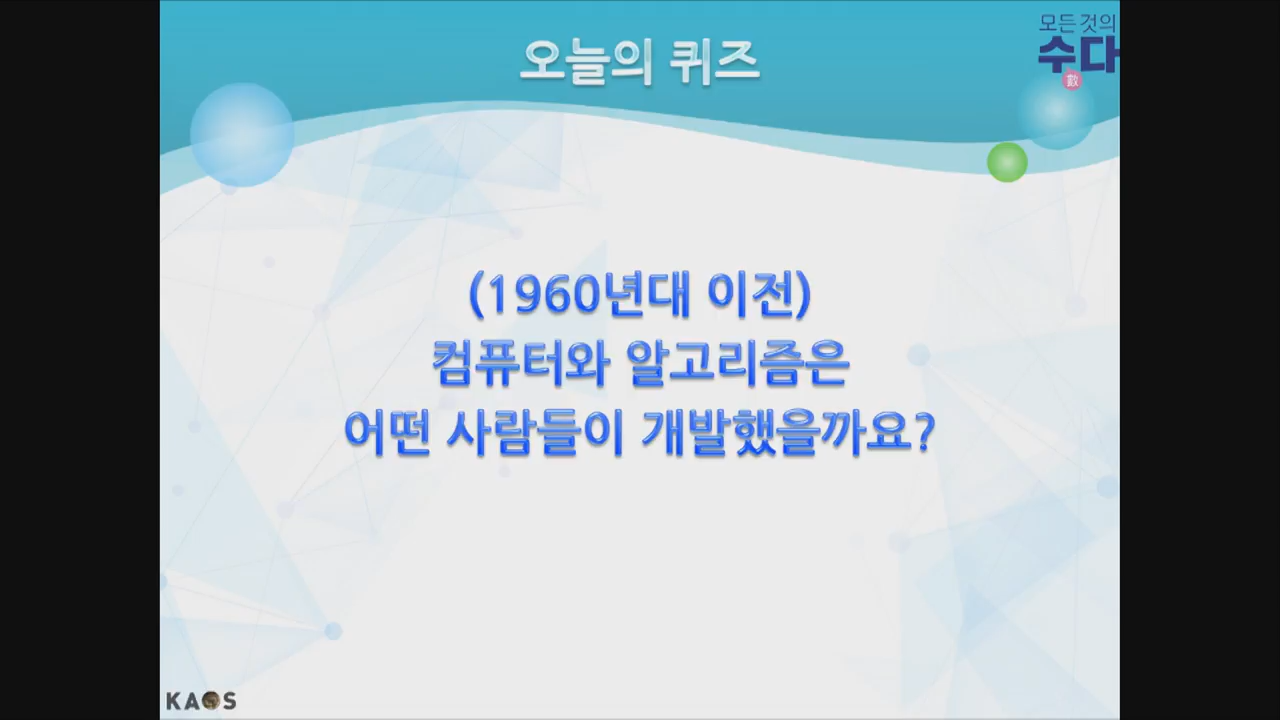 오늘의 퀴즈
모든 것의
수다
數
(1960년대 이전)
컴퓨터와 알고리즘은
어떤 사람들이 개발했을까요?
KAOS